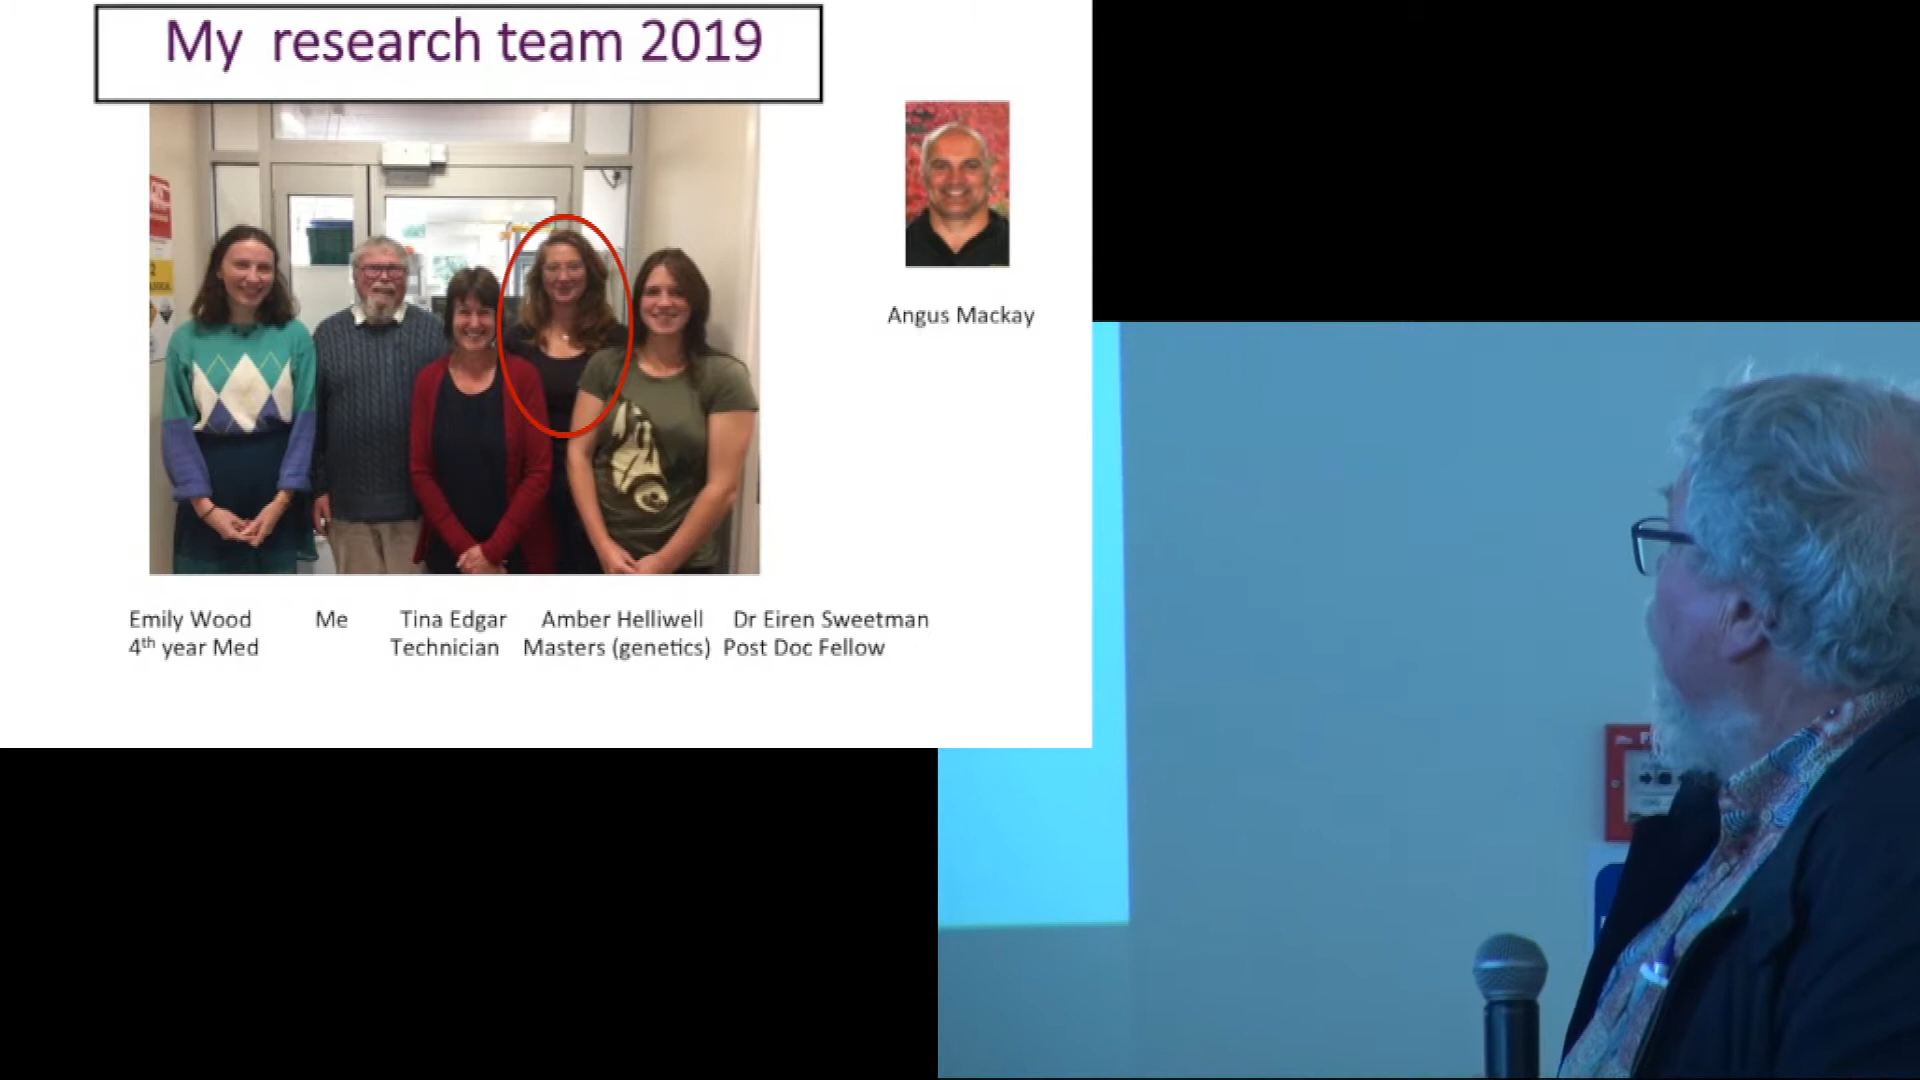 My research team 2019
Angus Mackay
Emily Wood Me Tina Edgar Amber Helliwell Dr Eiren Sweetman
4th year Med Technician Masters (genetics) Post Doc Fellow